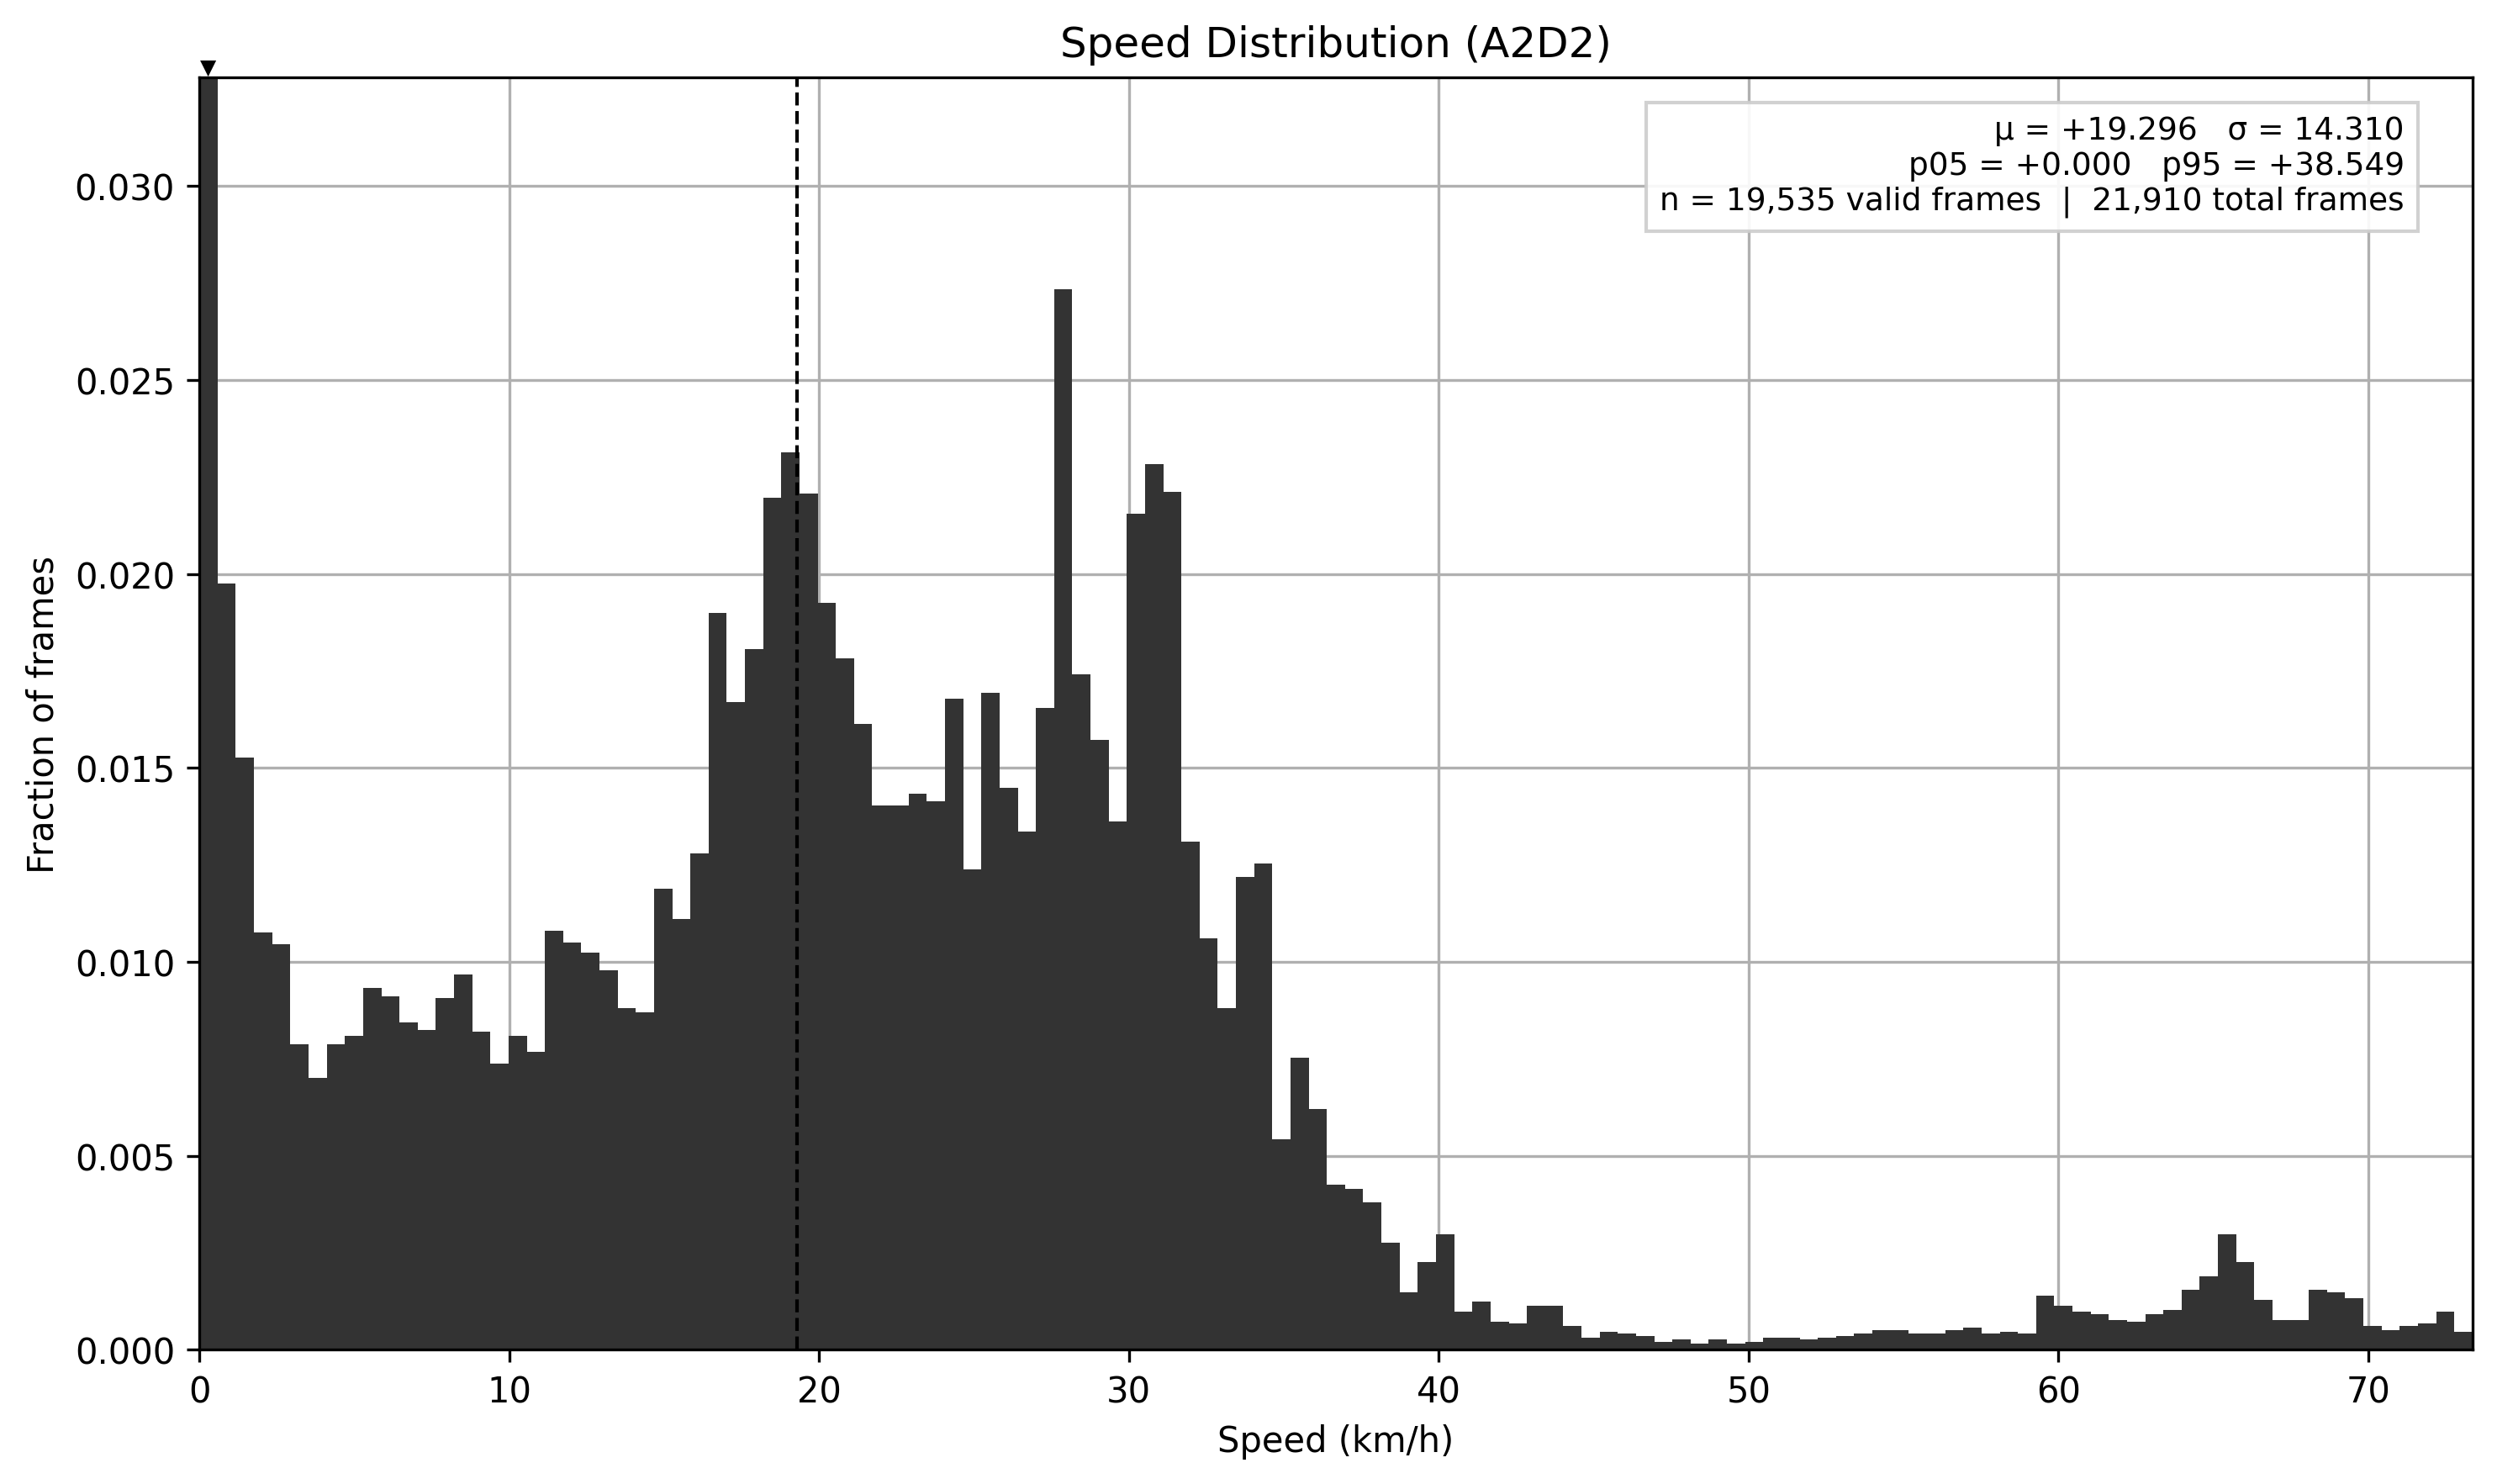 Speed Distribution (A2D2)
μ = +19.296   σ = 14.310
p05 = +0.000   p95 = +38.549
n = 19,535 valid frames  |  21,910 total frames
Fraction of frames
0.030
0.025
0.020
0.015
0.010
0.005
0.000
0 10 20 30 40 50 60 70
Speed (km/h)